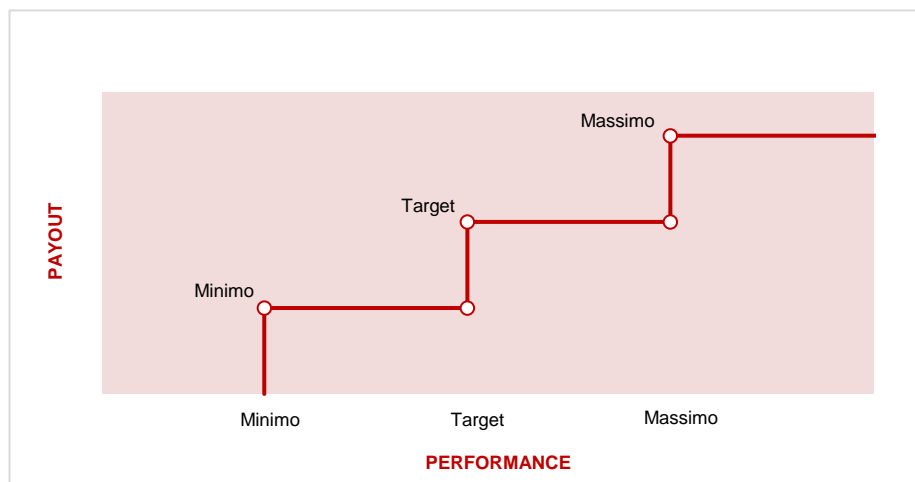 Massimo
Target
Minimo
PAYOUT
Minimo
Target
Massimo
PERFORMANCE